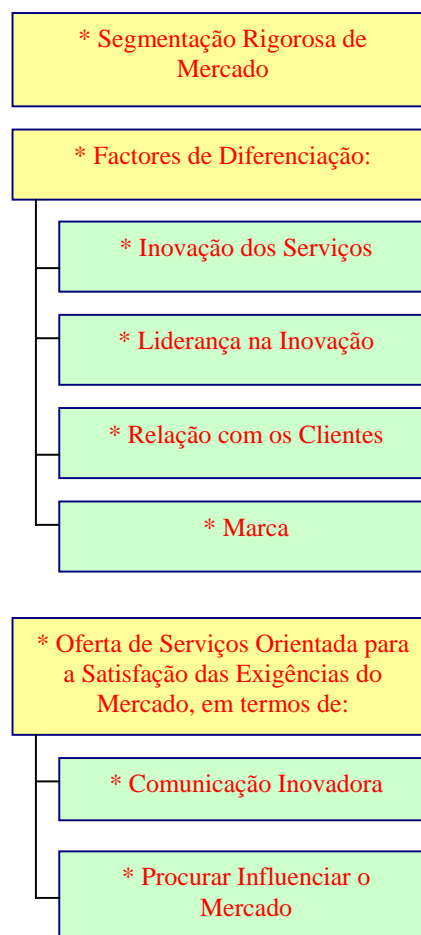 * Segmentação Rigorosa de
Mercado
* Factores de Diferenciação:
* Inovação dos Serviços
* Liderança na Inovação
* Relação com os Clientes
* Marca
* Oferta de Serviços Orientada para
a Satisfação das Exigências do
Mercado, em termos de:
* Comunicação Inovadora
* Procurar Influenciar o
Mercado